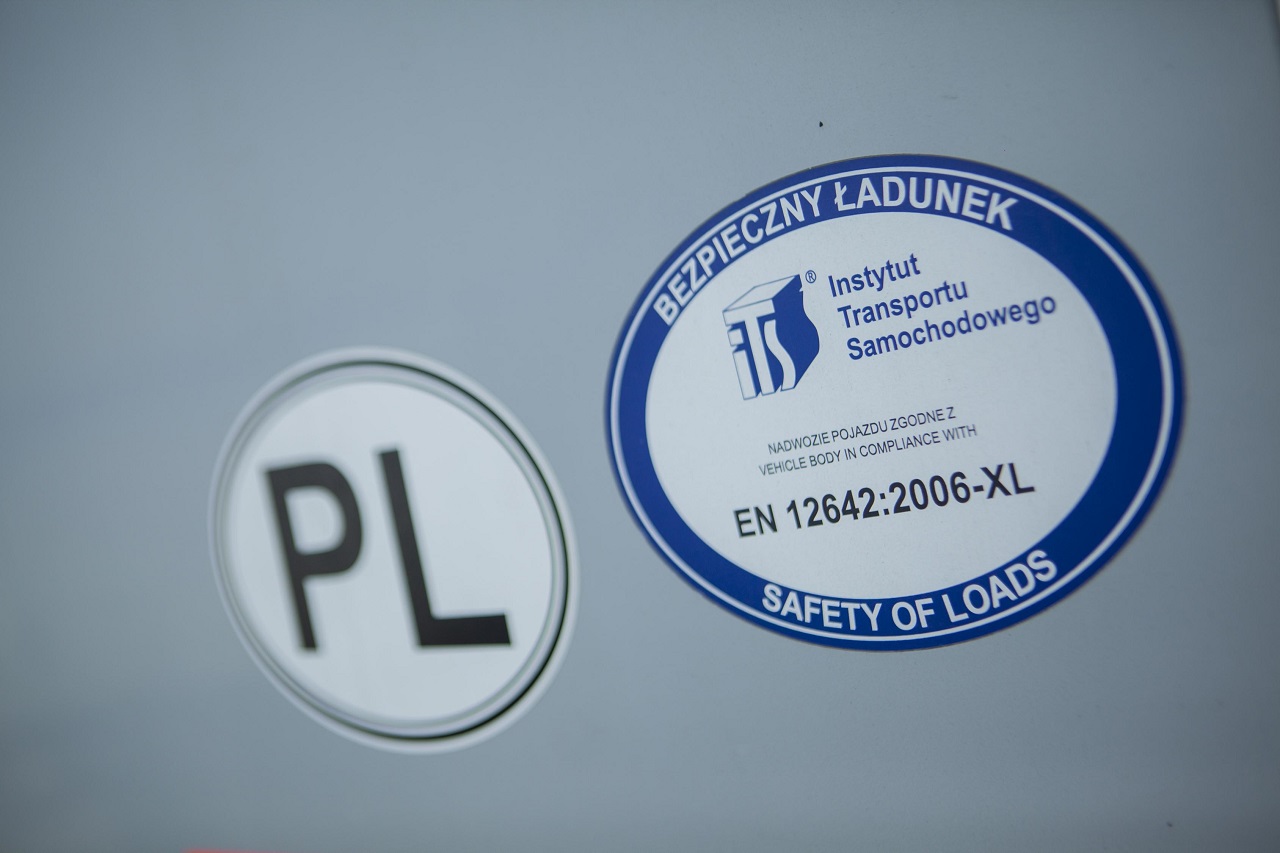 PL
BEZPIECZNY ŁADUNEK
iTS®
Instytut
Transportu
Samochodowego
NADWOZIE POJAZDU ZGODNE Z
VEHICLE BODY IN COMPLIANCE WITH
EN 12642:2006-XL
SAFETY OF LOADS